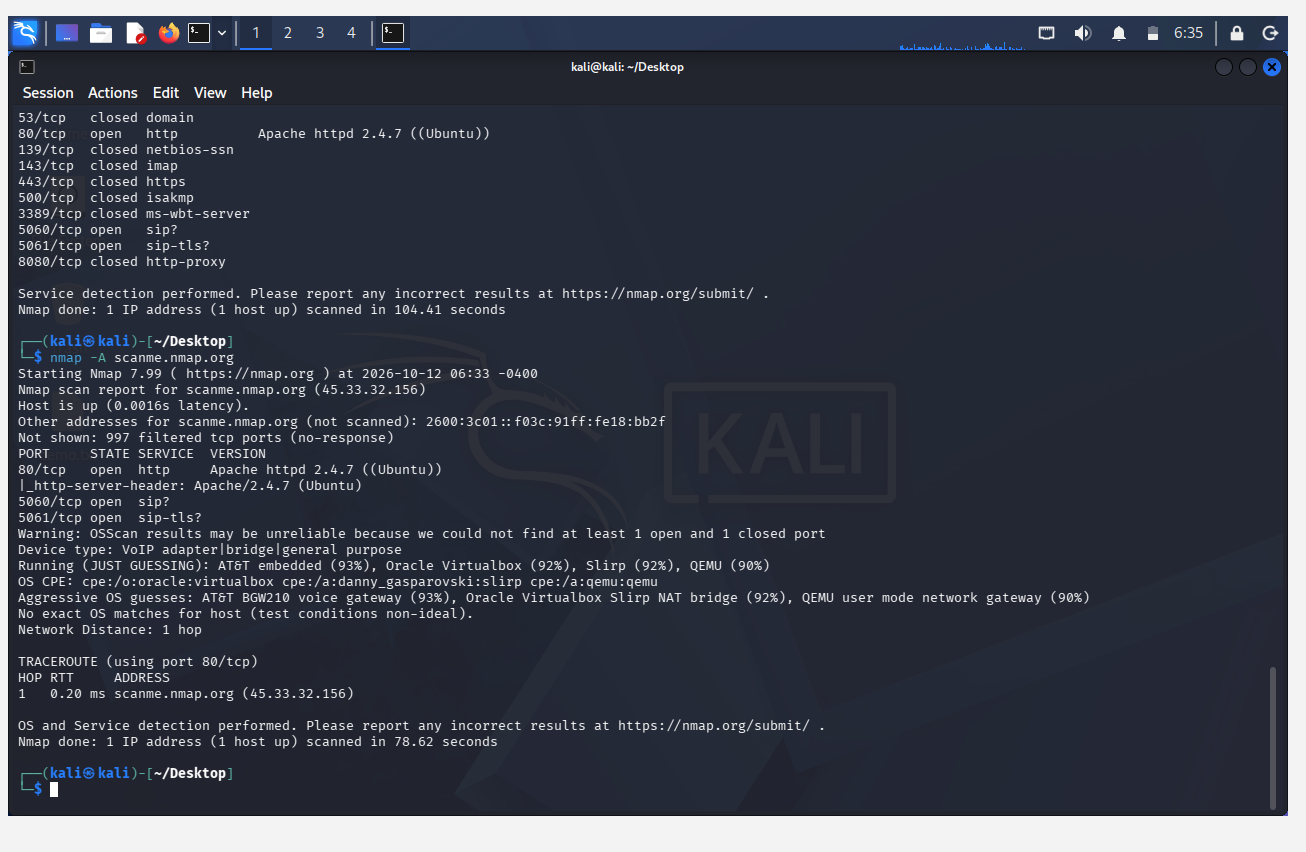 1 2 3 4 6:35
kali@kali: ~/Desktop
Session Actions Edit View Help
53/tcp   closed domain
80/tcp   open   http          Apache httpd 2.4.7 ((Ubuntu))
139/tcp  closed netbios-ssn
143/tcp  closed imap
443/tcp  closed https
500/tcp  closed isakmp
3389/tcp closed ms-wbt-server
5060/tcp open   sip?
5061/tcp open   sip-tls?
8080/tcp closed http-proxy
Service detection performed. Please report any incorrect results at https://nmap.org/submit/ .
Nmap done: 1 IP address (1 host up) scanned in 104.41 seconds
┌──(kali㉿kali)-[~/Desktop]
└─$ nmap -A scanme.nmap.org
Starting Nmap 7.99 ( https://nmap.org ) at 2026-10-12 06:33 -0400
Nmap scan report for scanme.nmap.org (45.33.32.156)
Host is up (0.0016s latency).
Other addresses for scanme.nmap.org (not scanned): 2600:3c01::f03c:91ff:fe18:bb2f
Not shown: 997 filtered tcp ports (no-response)
PORT     STATE SERVICE  VERSION
80/tcp   open  http     Apache httpd 2.4.7 ((Ubuntu))
|_http-server-header: Apache/2.4.7 (Ubuntu)
5060/tcp open  sip?
5061/tcp open  sip-tls?
Warning: OSScan results may be unreliable because we could not find at least 1 open and 1 closed port
Device type: VoIP adapter|bridge|general purpose
Running (JUST GUESSING): AT&T embedded (93%), Oracle Virtualbox (92%), Slirp (92%), QEMU (90%)
OS CPE: cpe:/o:oracle:virtualbox cpe:/a:danny_gasparovski:slirp cpe:/a:qemu:qemu
Aggressive OS guesses: AT&T BGW210 voice gateway (93%), Oracle Virtualbox Slirp NAT bridge (92%), QEMU user mode network gateway (90%)
No exact OS matches for host (test conditions non-ideal).
Network Distance: 1 hop
TRACEROUTE (using port 80/tcp)
HOP RTT     ADDRESS
1   0.20 ms scanme.nmap.org (45.33.32.156)
OS and Service detection performed. Please report any incorrect results at https://nmap.org/submit/ .
Nmap done: 1 IP address (1 host up) scanned in 78.62 seconds
┌──(kali㉿kali)-[~/Desktop]
└─$
KALI